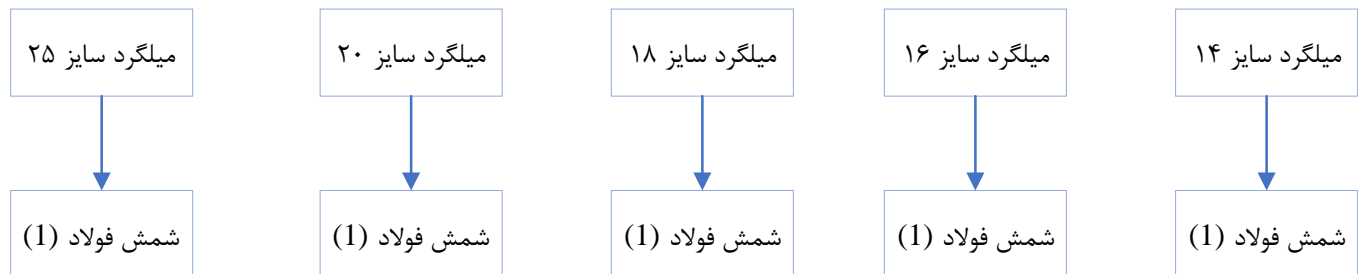 میلگرد سایز ۱۴
میلگرد سایز ۱۶
میلگرد سایز ۱۸
میلگرد سایز ۲۰
میلگرد سایز ۲۵
شمش فولاد (1)
شمش فولاد (1)
شمش فولاد (1)
شمش فولاد (1)
شمش فولاد (1)